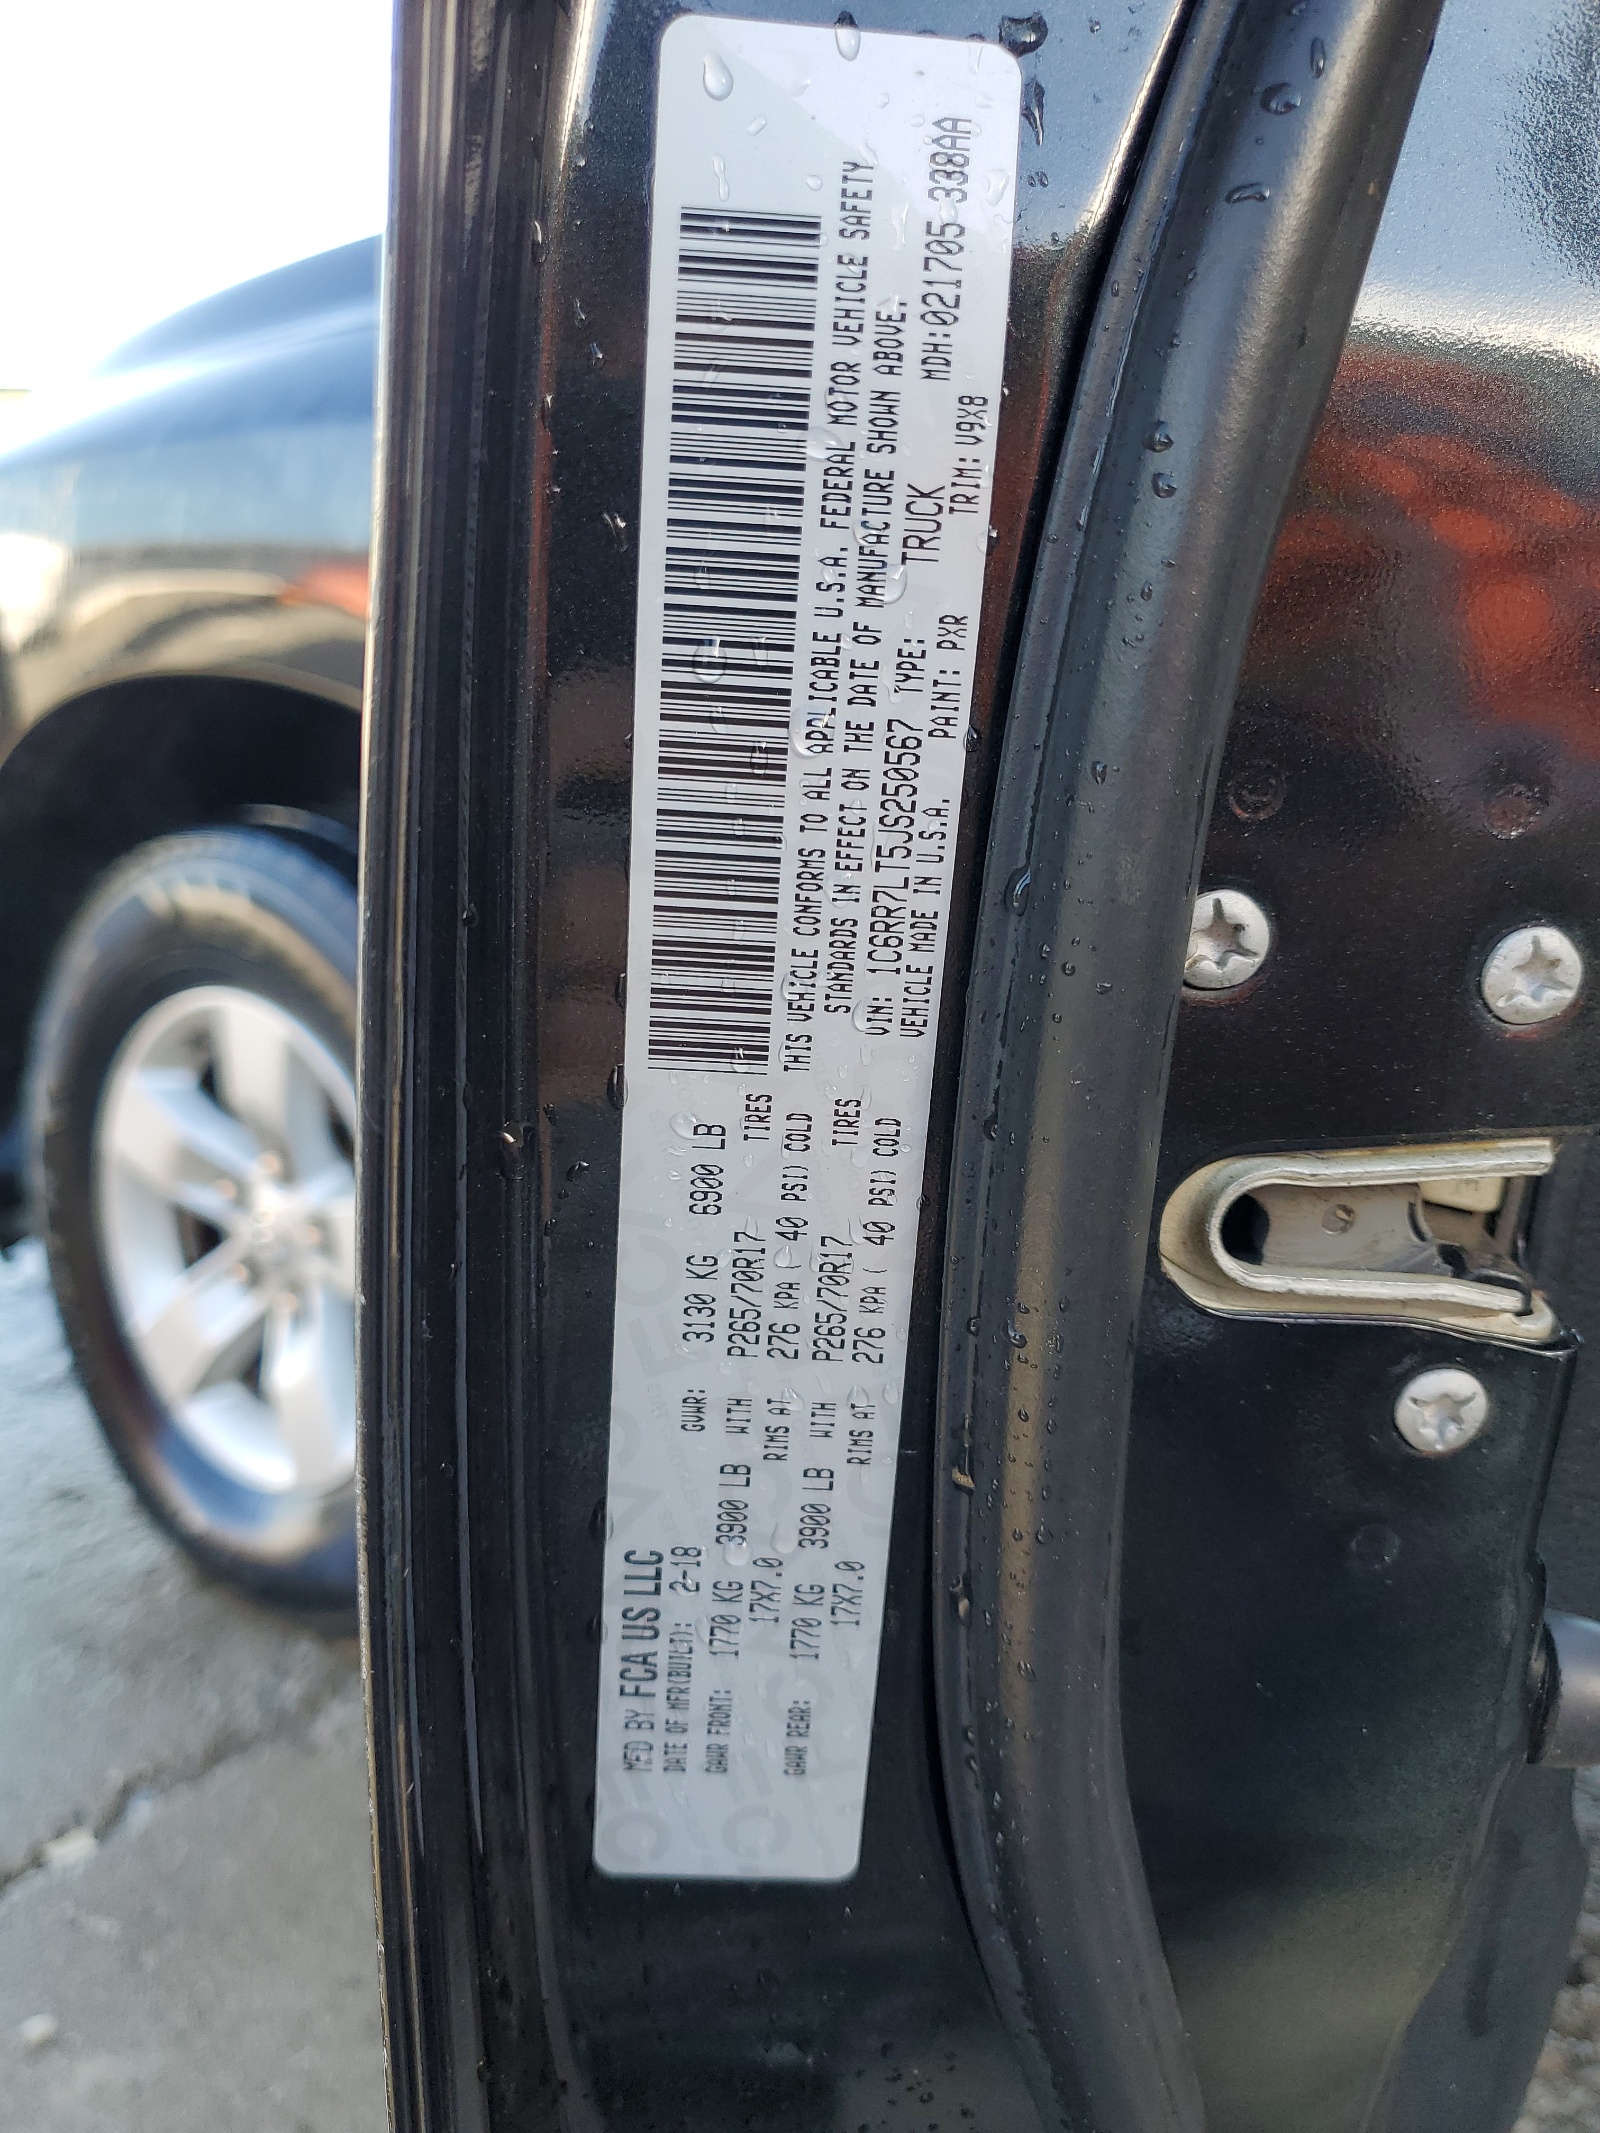 MFD BY FCA US LLC
DATE OF MFR(BUILT): 2-18 GVWR: 3130 KG 6900 LB
GAWR FRONT: 1770 KG 3900 LB WITH P265/70R17 TIRES
17X7.0 RIMS AT 276 KPA ( 40 PSI) COLD
GAWR REAR: 1770 KG 3900 LB WITH P265/70R17 TIRES
17X7.0 RIMS AT 276 KPA ( 40 PSI) COLD
THIS VEHICLE CONFORMS TO ALL APPLICABLE U.S.A. FEDERAL MOTOR VEHICLE SAFETY
STANDARDS IN EFFECT ON THE DATE OF MANUFACTURE SHOWN ABOVE.
VIN: 1C6RR7LT5JS250567 TYPE: TRUCK MDH:021705 338AA
VEHICLE MADE IN U.S.A. PAINT: PXR TRIM: V9X8